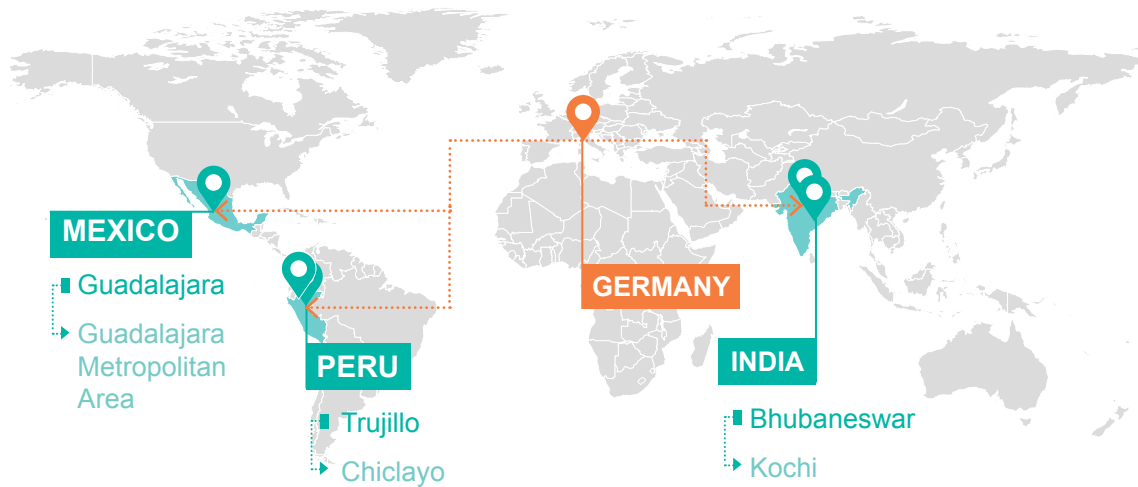 MEXICO
Guadalajara
Guadalajara
Metropolitan
Area
PERU
Trujillo
Chiclayo
GERMANY
INDIA
Bhubaneswar
Kochi